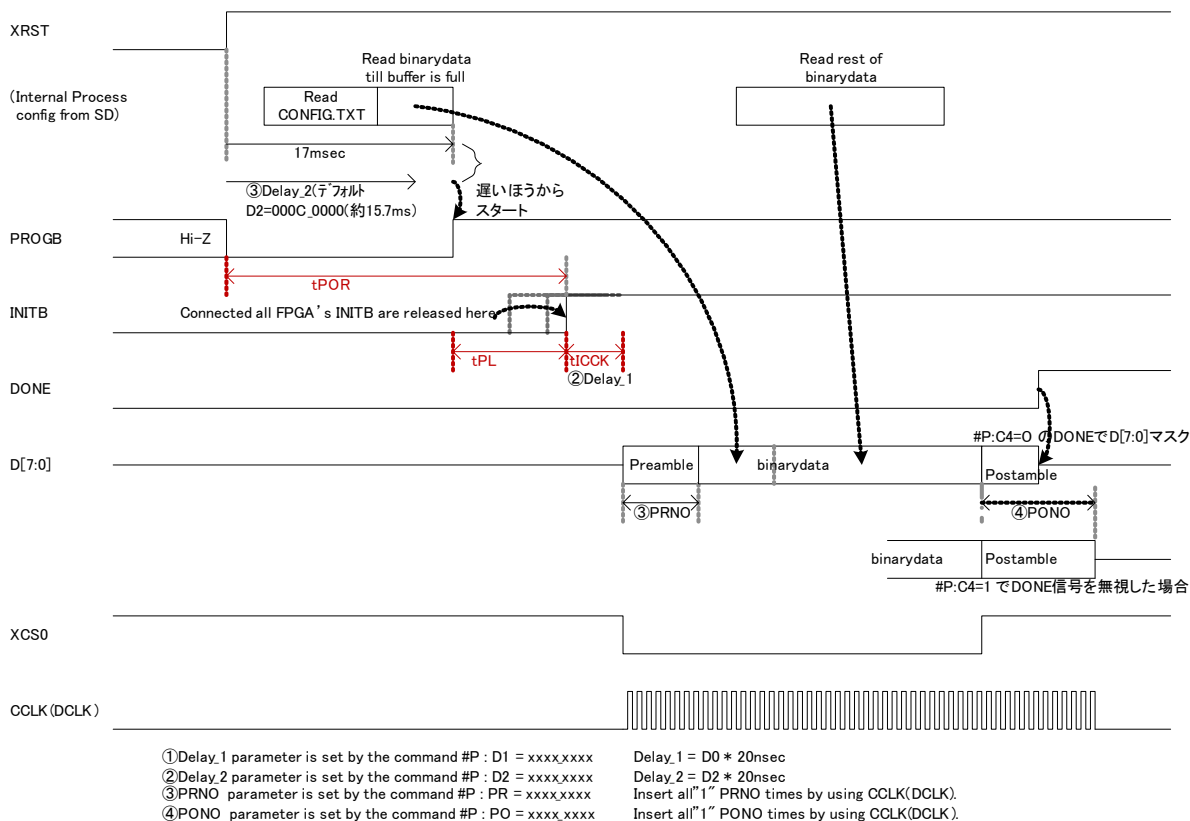 XRST
Read binarydata
till buffer is full
Read rest of
binarydata
(Internal Process
config from SD)
Read
CONFIG.TXT
17msec
③Delay_2(デフォルト
D2=000C_0000(約15.7ms)
遅いほうから
スタート
PROGB
Hi-Z
tPOR
INITB
Connected all FPGA's INITB are released here
tPL
tICCK
②Delay_1
DONE
#P:C4=0 のDONEでD[7:0]マスク
D[7:0]
Preamble
binarydata
Postamble
③PRNO
④PONO
binarydata
Postamble
#P:C4=1 でDONE信号を無視した場合
XCS0
CCLK(DCLK)
①Delay_1 parameter is set by the command #P : D1 = xxxx_xxxx Delay_1 = D0 * 20nsec
②Delay_2 parameter is set by the command #P : D2 = xxxx_xxxx Delay_2 = D2 * 20nsec
③PRNO parameter is set by the command #P : PR = xxxx_xxxx Insert all"1" PRNO times by using CCLK(DCLK).
④PONO parameter is set by the command #P : PO = xxxx_xxxx Insert all"1" PONO times by using CCLK(DCLK).